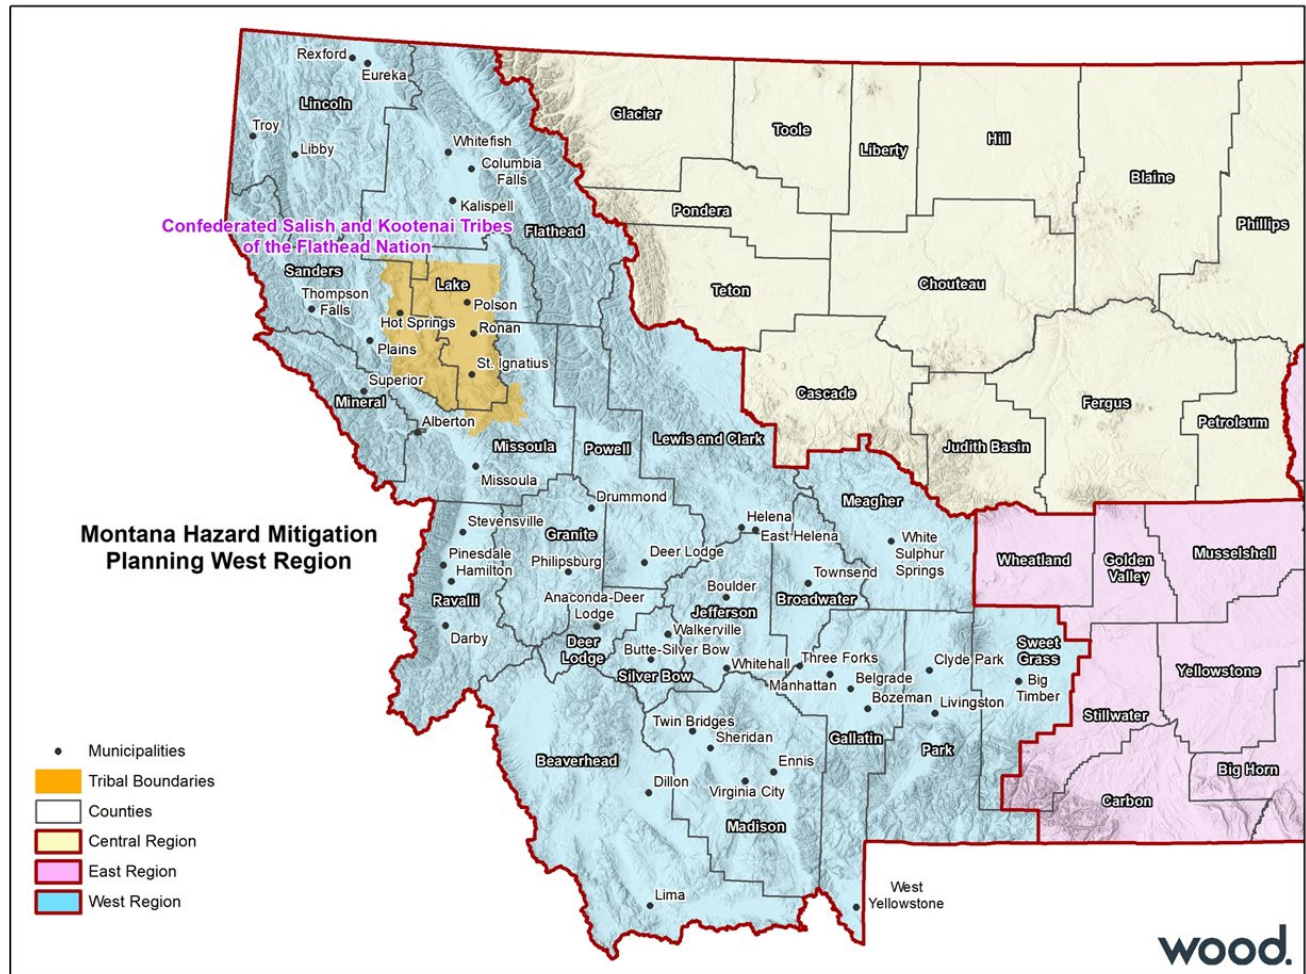 Rexford
Eureka
Lincoln
Troy
Libby
Whitefish
Columbia
Falls
Kalispell
Confederated Salish and Kootenai Tribes
of the Flathead Nation
Flathead
Sanders
Thompson
Falls
Lake
Polson
Hot Springs
Ronan
Plains
St. Ignatius
Superior
Mineral
Alberton
Missoula
Missoula
Powell
Lewis and Clark
Glacier
Toole
Liberty
Hill
Blaine
Phillips
Pondera
Teton
Chouteau
Cascade
Judith Basin
Fergus
Petroleum
Montana Hazard Mitigation
Planning West Region
Stevensville
Pinesdale
Hamilton
Ravalli
Darby
Drummond
Granite
Philipsburg
Anaconda-Deer
Lodge
Deer
Lodge
Deer Lodge
Helena
East Helena
Boulder
Jefferson
Townsend
Broadwater
Meagher
White
Sulphur
Springs
Walkerville
Butte-Silver Bow
Silver Bow
Whitehall
Three Forks
Manhattan
Belgrade
Bozeman
Clyde Park
Livingston
Sweet
Grass
Big
Timber
Wheatland
Golden
Valley
Musselshell
Yellowstone
Stillwater
Big Horn
Carbon
Beaverhead
Twin Bridges
Sheridan
Ennis
Virginia City
Dillon
Madison
Gallatin
Park
Lima
West
Yellowstone
Municipalities
Tribal Boundaries
Counties
Central Region
East Region
West Region
wood.